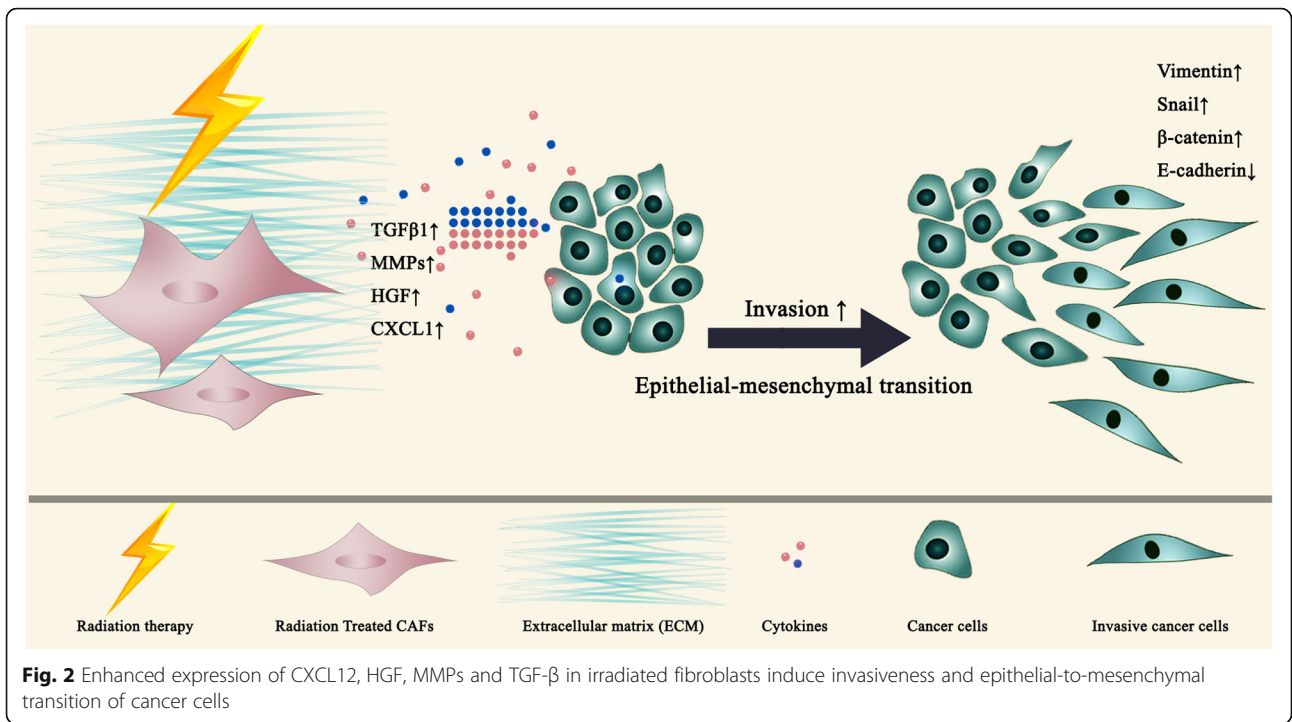 Vimentin↑
Snail↑
β-catenin↑
E-cadherin↓
TGFβ1↑
MMPs↑
HGF↑
CXCL1↑
Invasion ↑
Epithelial-mesenchymal transition
Radiation therapy
Radiation Treated CAFs
Extracellular matrix (ECM)
Cytokines
Cancer cells
Invasive cancer cells
Fig. 2 Enhanced expression of CXCL12, HGF, MMPs and TGF-β in irradiated fibroblasts induce invasiveness and epithelial-to-mesenchymal
transition of cancer cells